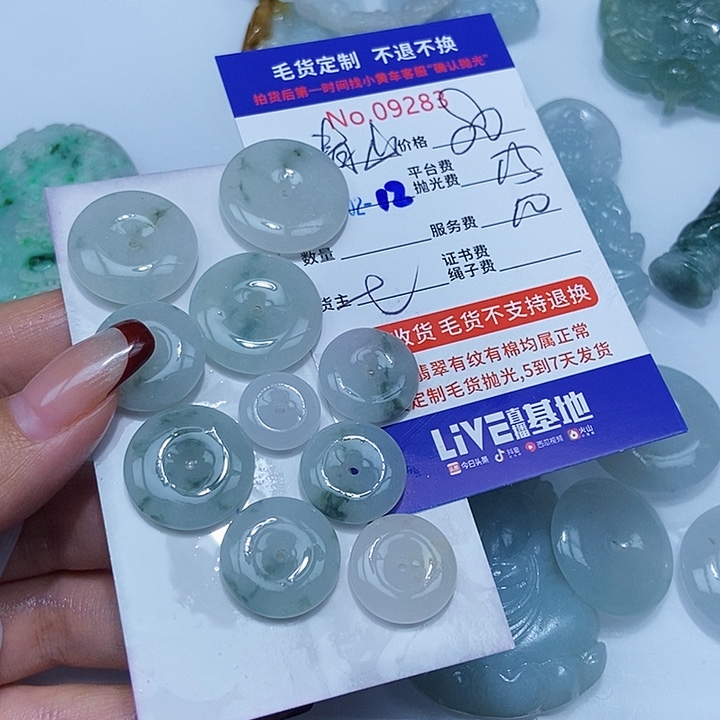 毛货定制 不退不换
拍货后第一时间找小黄车客服“确认抛光”
No.09283
价格
平台费
抛光费 15
12
数量 服务费 10
货主 证书费
绳子费
收货 毛货不支持退换
翡翠有纹有棉均属正常
定制毛货抛光,5到7天发货
LiVE直播基地
今日头条 抖音 西瓜视频 火山